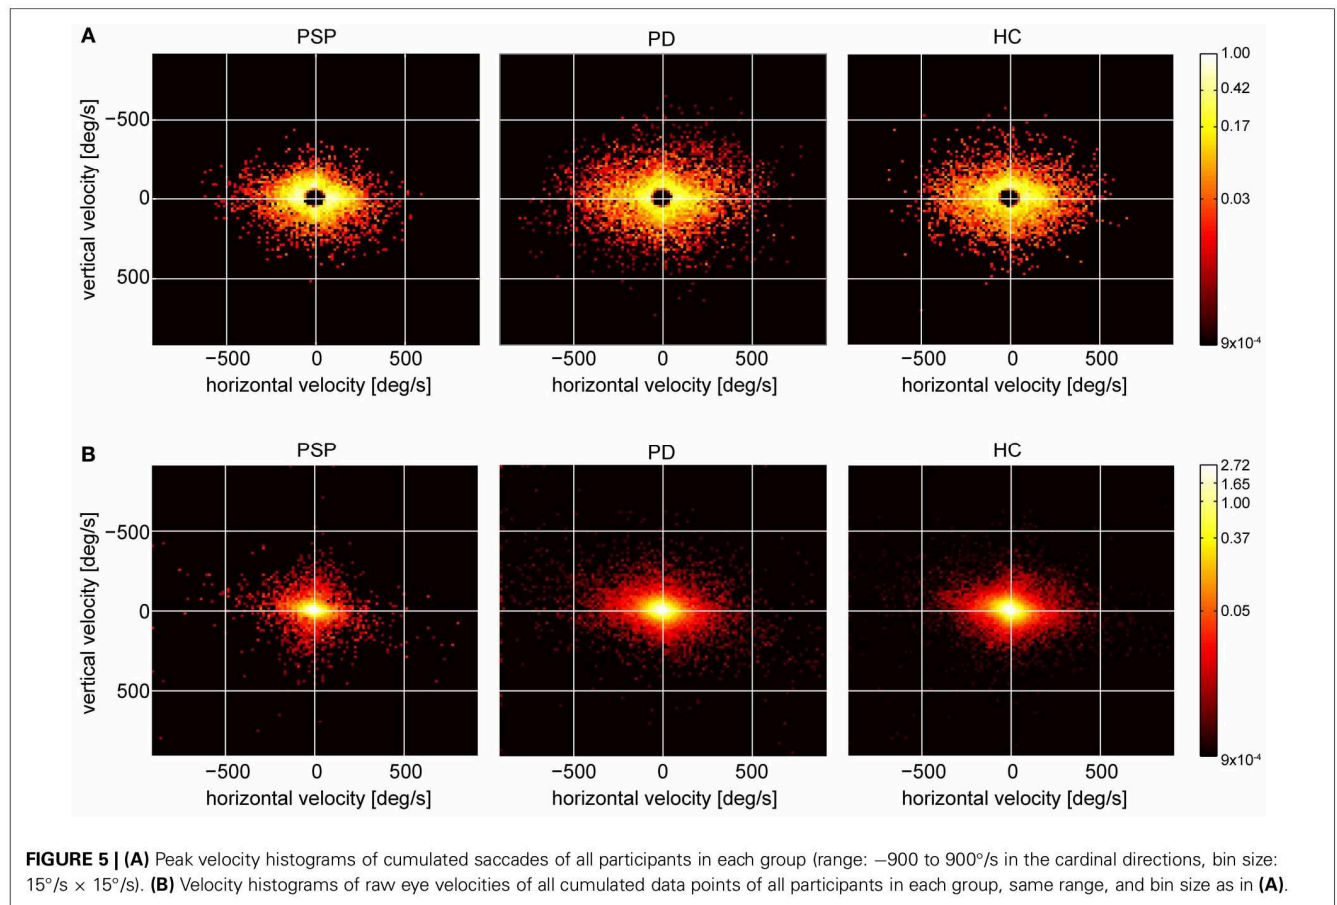 A
PSP
PD
HC
vertical velocity [deg/s]
−500
0
500
−500 0 500
−500 0 500
−500 0 500
horizontal velocity [deg/s]
horizontal velocity [deg/s]
horizontal velocity [deg/s]
1.00
0.42
0.17
0.03
9x10-4
B
PSP
PD
HC
vertical velocity [deg/s]
−500
0
500
−500 0 500
−500 0 500
−500 0 500
horizontal velocity [deg/s]
horizontal velocity [deg/s]
horizontal velocity [deg/s]
2.72
1.65
1.00
0.37
0.05
9x10-4
FIGURE 5 | (A) Peak velocity histograms of cumulated saccades of all participants in each group (range: −900 to 900°/s in the cardinal directions, bin size:
15°/s × 15°/s). (B) Velocity histograms of raw eye velocities of all cumulated data points of all participants in each group, same range, and bin size as in (A).